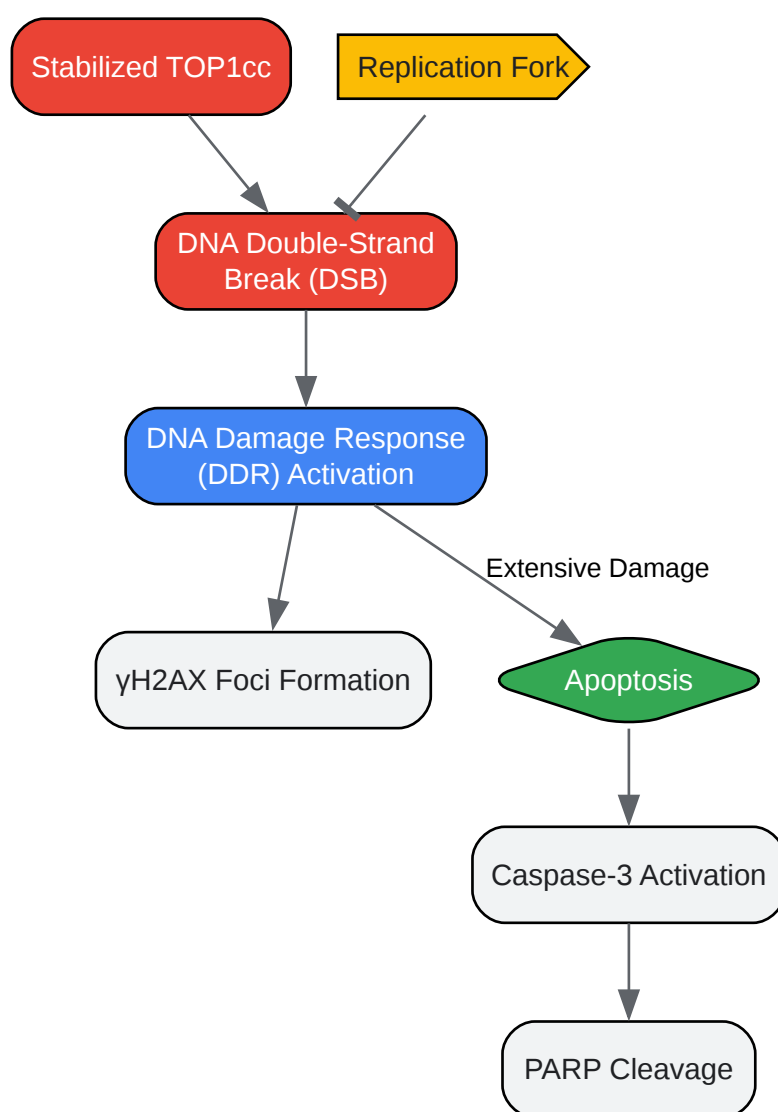 Stabilized TOP1cc
Replication Fork
DNA Double-Strand
Break (DSB)
DNA Damage Response
(DDR) Activation
Extensive Damage
γH2AX Foci Formation
Apoptosis
Caspase-3 Activation
PARP Cleavage